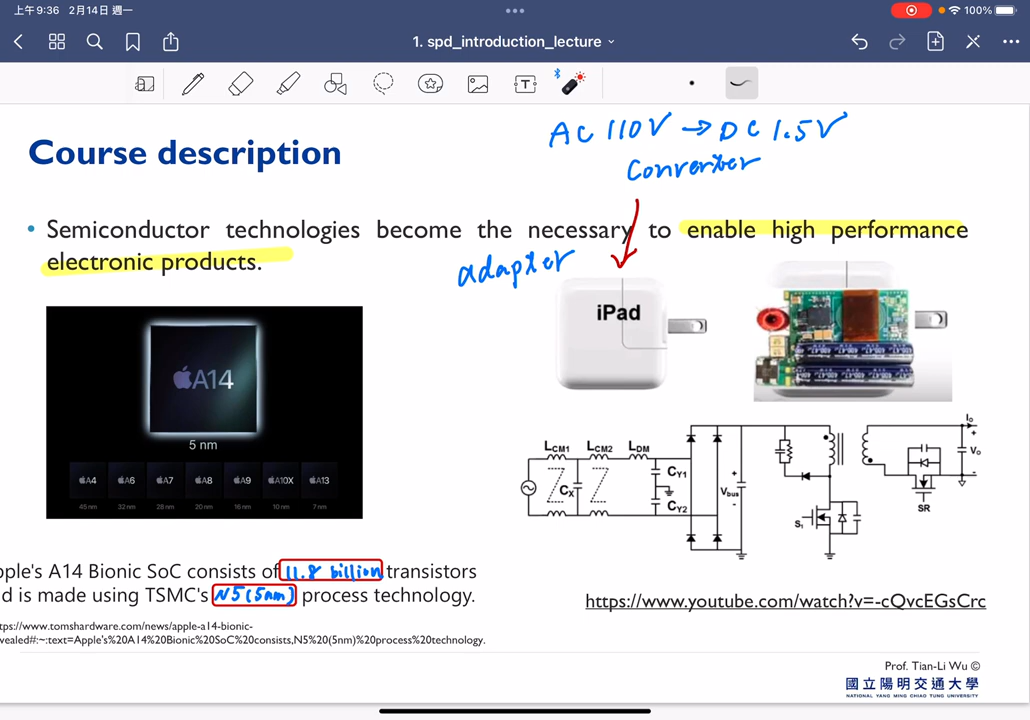 上午9:36 2月14日 週一
100%
1. spd_introduction_lecture
AC 110V → DC 1.5V
Converter
Course description
• Semiconductor technologies become the necessary to enable high performance
electronic products.
adapter
iPad
A14
5 nm
A4 A6 A7 A8 A9 A10X A13
45 nm 32 nm 28 nm 20 nm 16 nm 10 nm 7 nm
LCM1 LCM2 LDM
CX
CY1
CY2
+
Vbus
-
S1
SR
Io
+
Vo
-
pple's A14 Bionic SoC consists of 11.8 billion transistors
d is made using TSMC's N5(5nm) process technology.
https://www.youtube.com/watch?v=-cQvcEGsCrc
ttps://www.tomshardware.com/news/apple-a14-bionic-
vealed#:~:text=Apple's%20A14%20Bionic%20SoC%20consists,N5%20(5nm)%20process%20technology.
Prof. Tian-Li Wu ©
國立陽明交通大學
NATIONAL YANG MING CHIAO TUNG UNIVERSITY